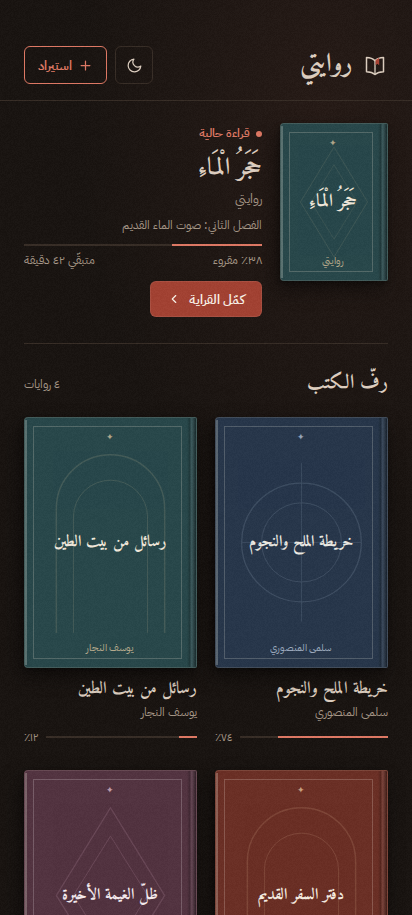 روايتي
استيراد
قراءة حالية
حَجَرُ الْمَاءِ
روايتي
الفصل الثاني: صوت الماء القديم
٣٨٪ مقروء
متبقّي ٤٢ دقيقة
كمّل القراية
حَجَرُ الْمَاءِ
روايتي
رفّ الكتب
٤ روايات
خريطة الملح والنجوم
سلمى المنصوري
خريطة الملح والنجوم
سلمى المنصوري
٧٤٪
رسائل من بيت الطين
يوسف النجار
رسائل من بيت الطين
يوسف النجار
١٢٪
دفتر السفر القديم
ظلّ الغيمة الأخيرة